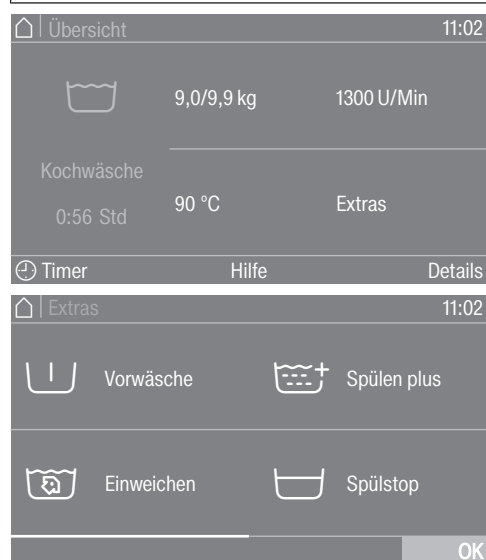 Übersicht 11:02
9,0/9,9 kg 1300 U/Min
Kochwäsche
0:56 Std
90 °C Extras
Timer Hilfe Details
Extras 11:02
Vorwäsche Spülen plus
Einweichen Spülstop
OK